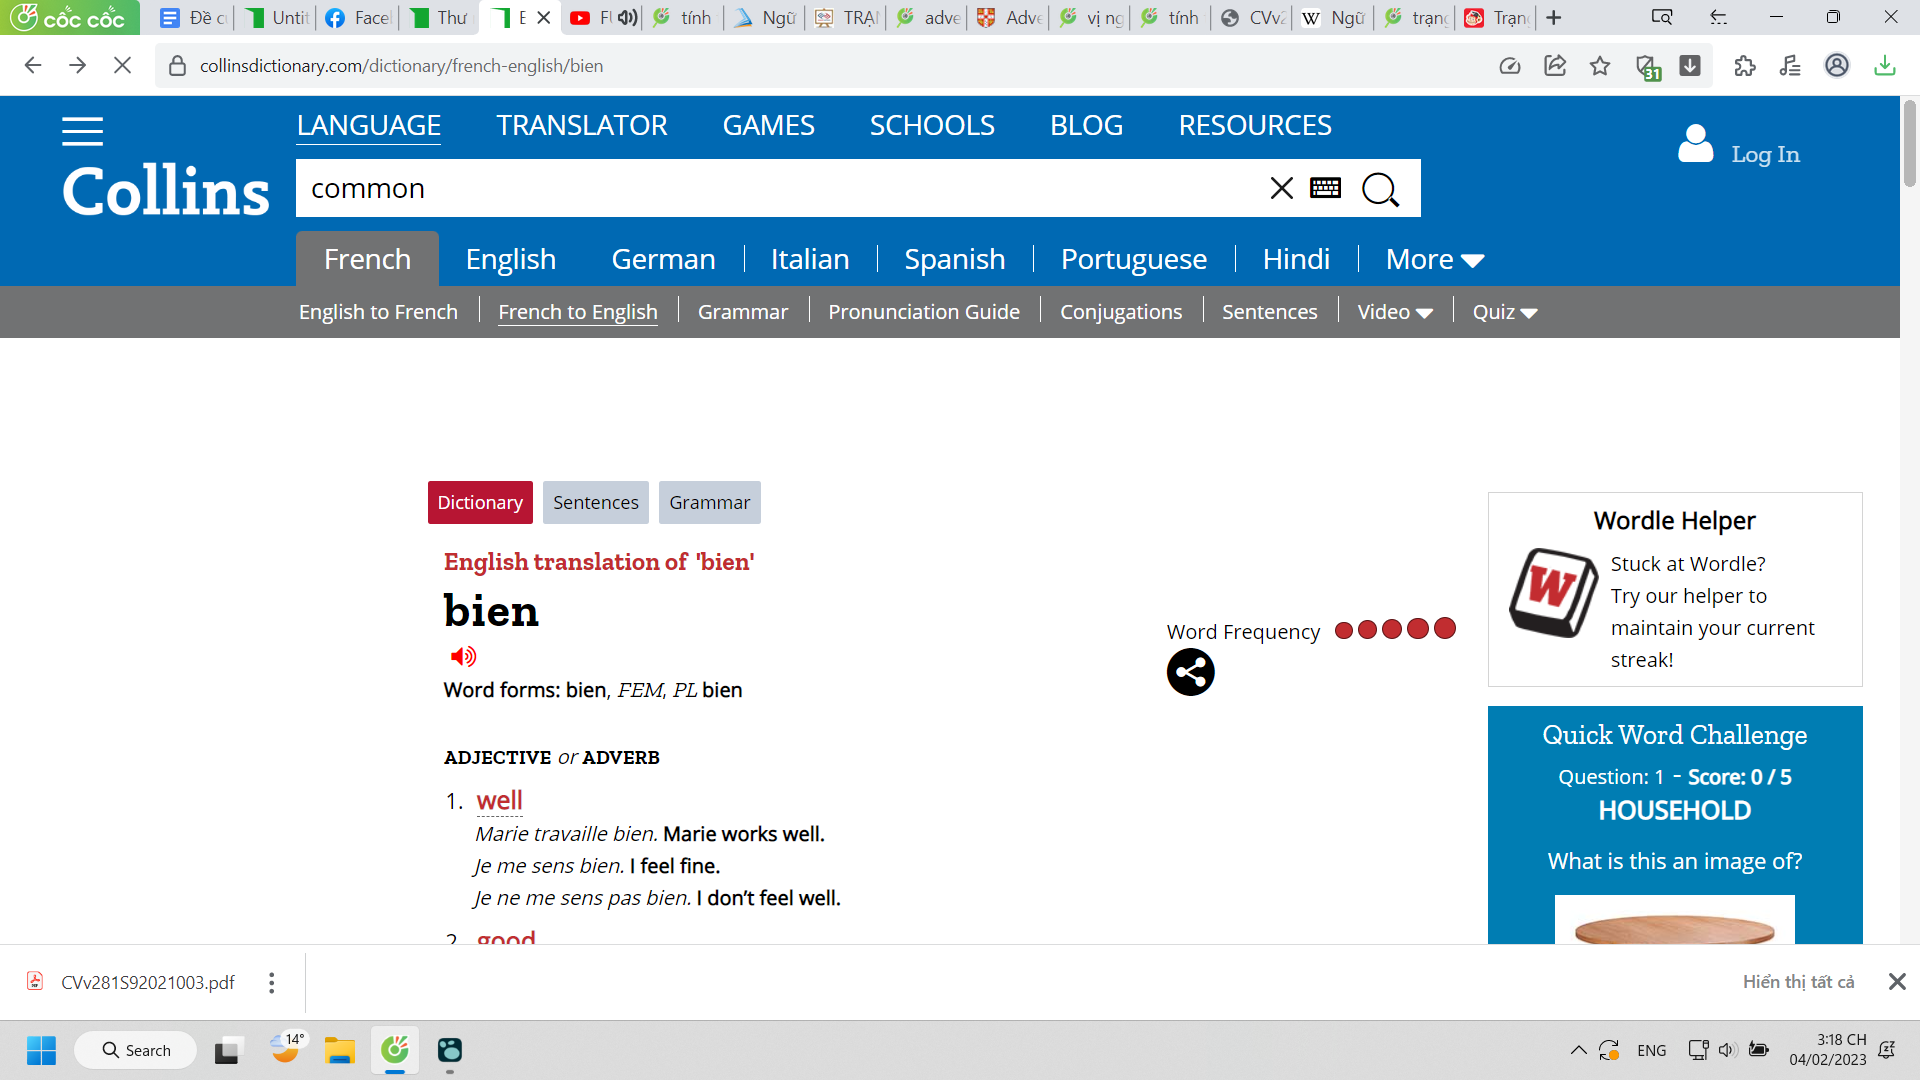 cốc cốc
Đề cu
Untit
Facel
Thư
E
FU
tính
Ngữ
TRẠI
adve
Adve
vị ng
tính
CVv2
Ngữ
trạng
Trạng
collinsdictionary.com/dictionary/french-english/bien
31
LANGUAGE TRANSLATOR GAMES SCHOOLS BLOG RESOURCES
Log In
Collins
common
French English German Italian Spanish Portuguese Hindi More
English to French French to English Grammar Pronunciation Guide Conjugations Sentences Video Quiz
Dictionary Sentences Grammar
English translation of 'bien'
bien
Word Frequency
Word forms: bien, FEM, PL bien
ADJECTIVE or ADVERB
1. well
Marie travaille bien. Marie works well.
Je me sens bien. I feel fine.
Je ne me sens pas bien. I don’t feel well.
2. good
Wordle Helper
W
Stuck at Wordle?
Try our helper to
maintain your current
streak!
Quick Word Challenge
Question: 1 - Score: 0 / 5
HOUSEHOLD
What is this an image of?
CVv281S92021003.pdf
Hiển thị tất cả
Search
14°
ENG
3:18 CH
04/02/2023